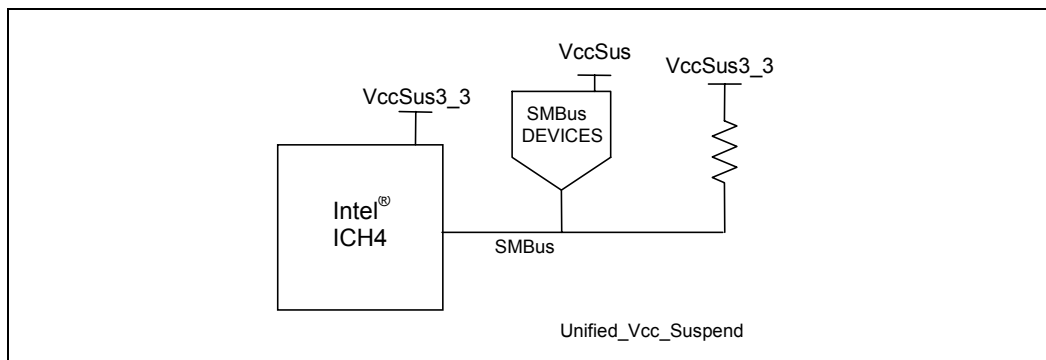 VccSus
VccSus3_3
VccSus3_3
SMBus
DEVICES
Intel®
ICH4
SMBus
Unified_Vcc_Suspend